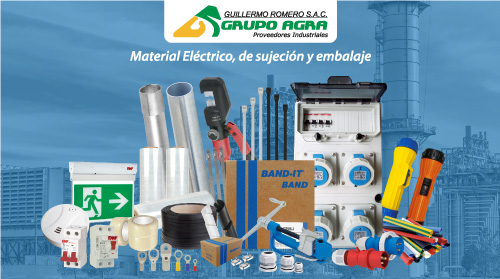 GUILLERMO ROMERO S.A.C.
GRUPO AGRA
Proveedores Industriales
Material Eléctrico, de sujeción y embalaje
BAND-IT®
BAND